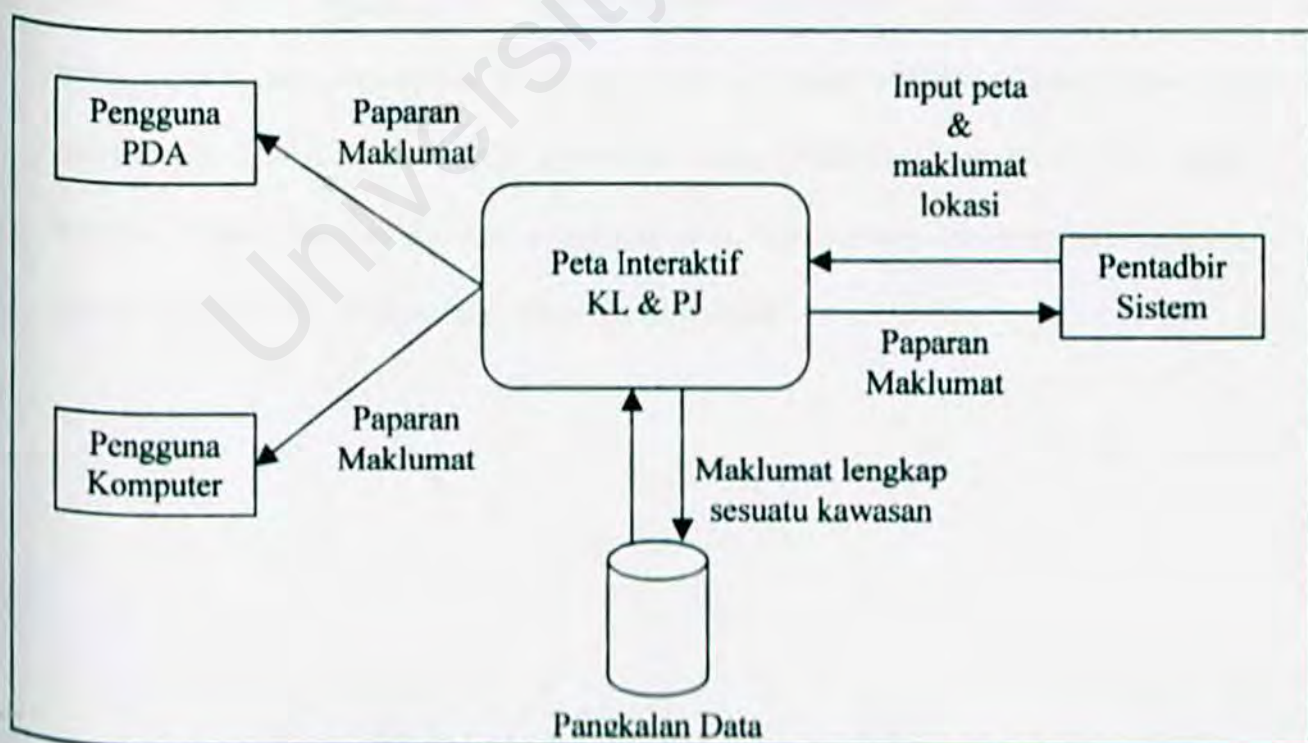 University
Pengguna
PDA
Paparan
Maklumat
Input peta
&
maklumat
lokasi
Peta Interaktif
KL & PJ
Pentadbir
Sistem
Paparan
Maklumat
Pengguna
Komputer
Paparan
Maklumat
Maklumat lengkap
sesuatu kawasan
Pangkalan Data